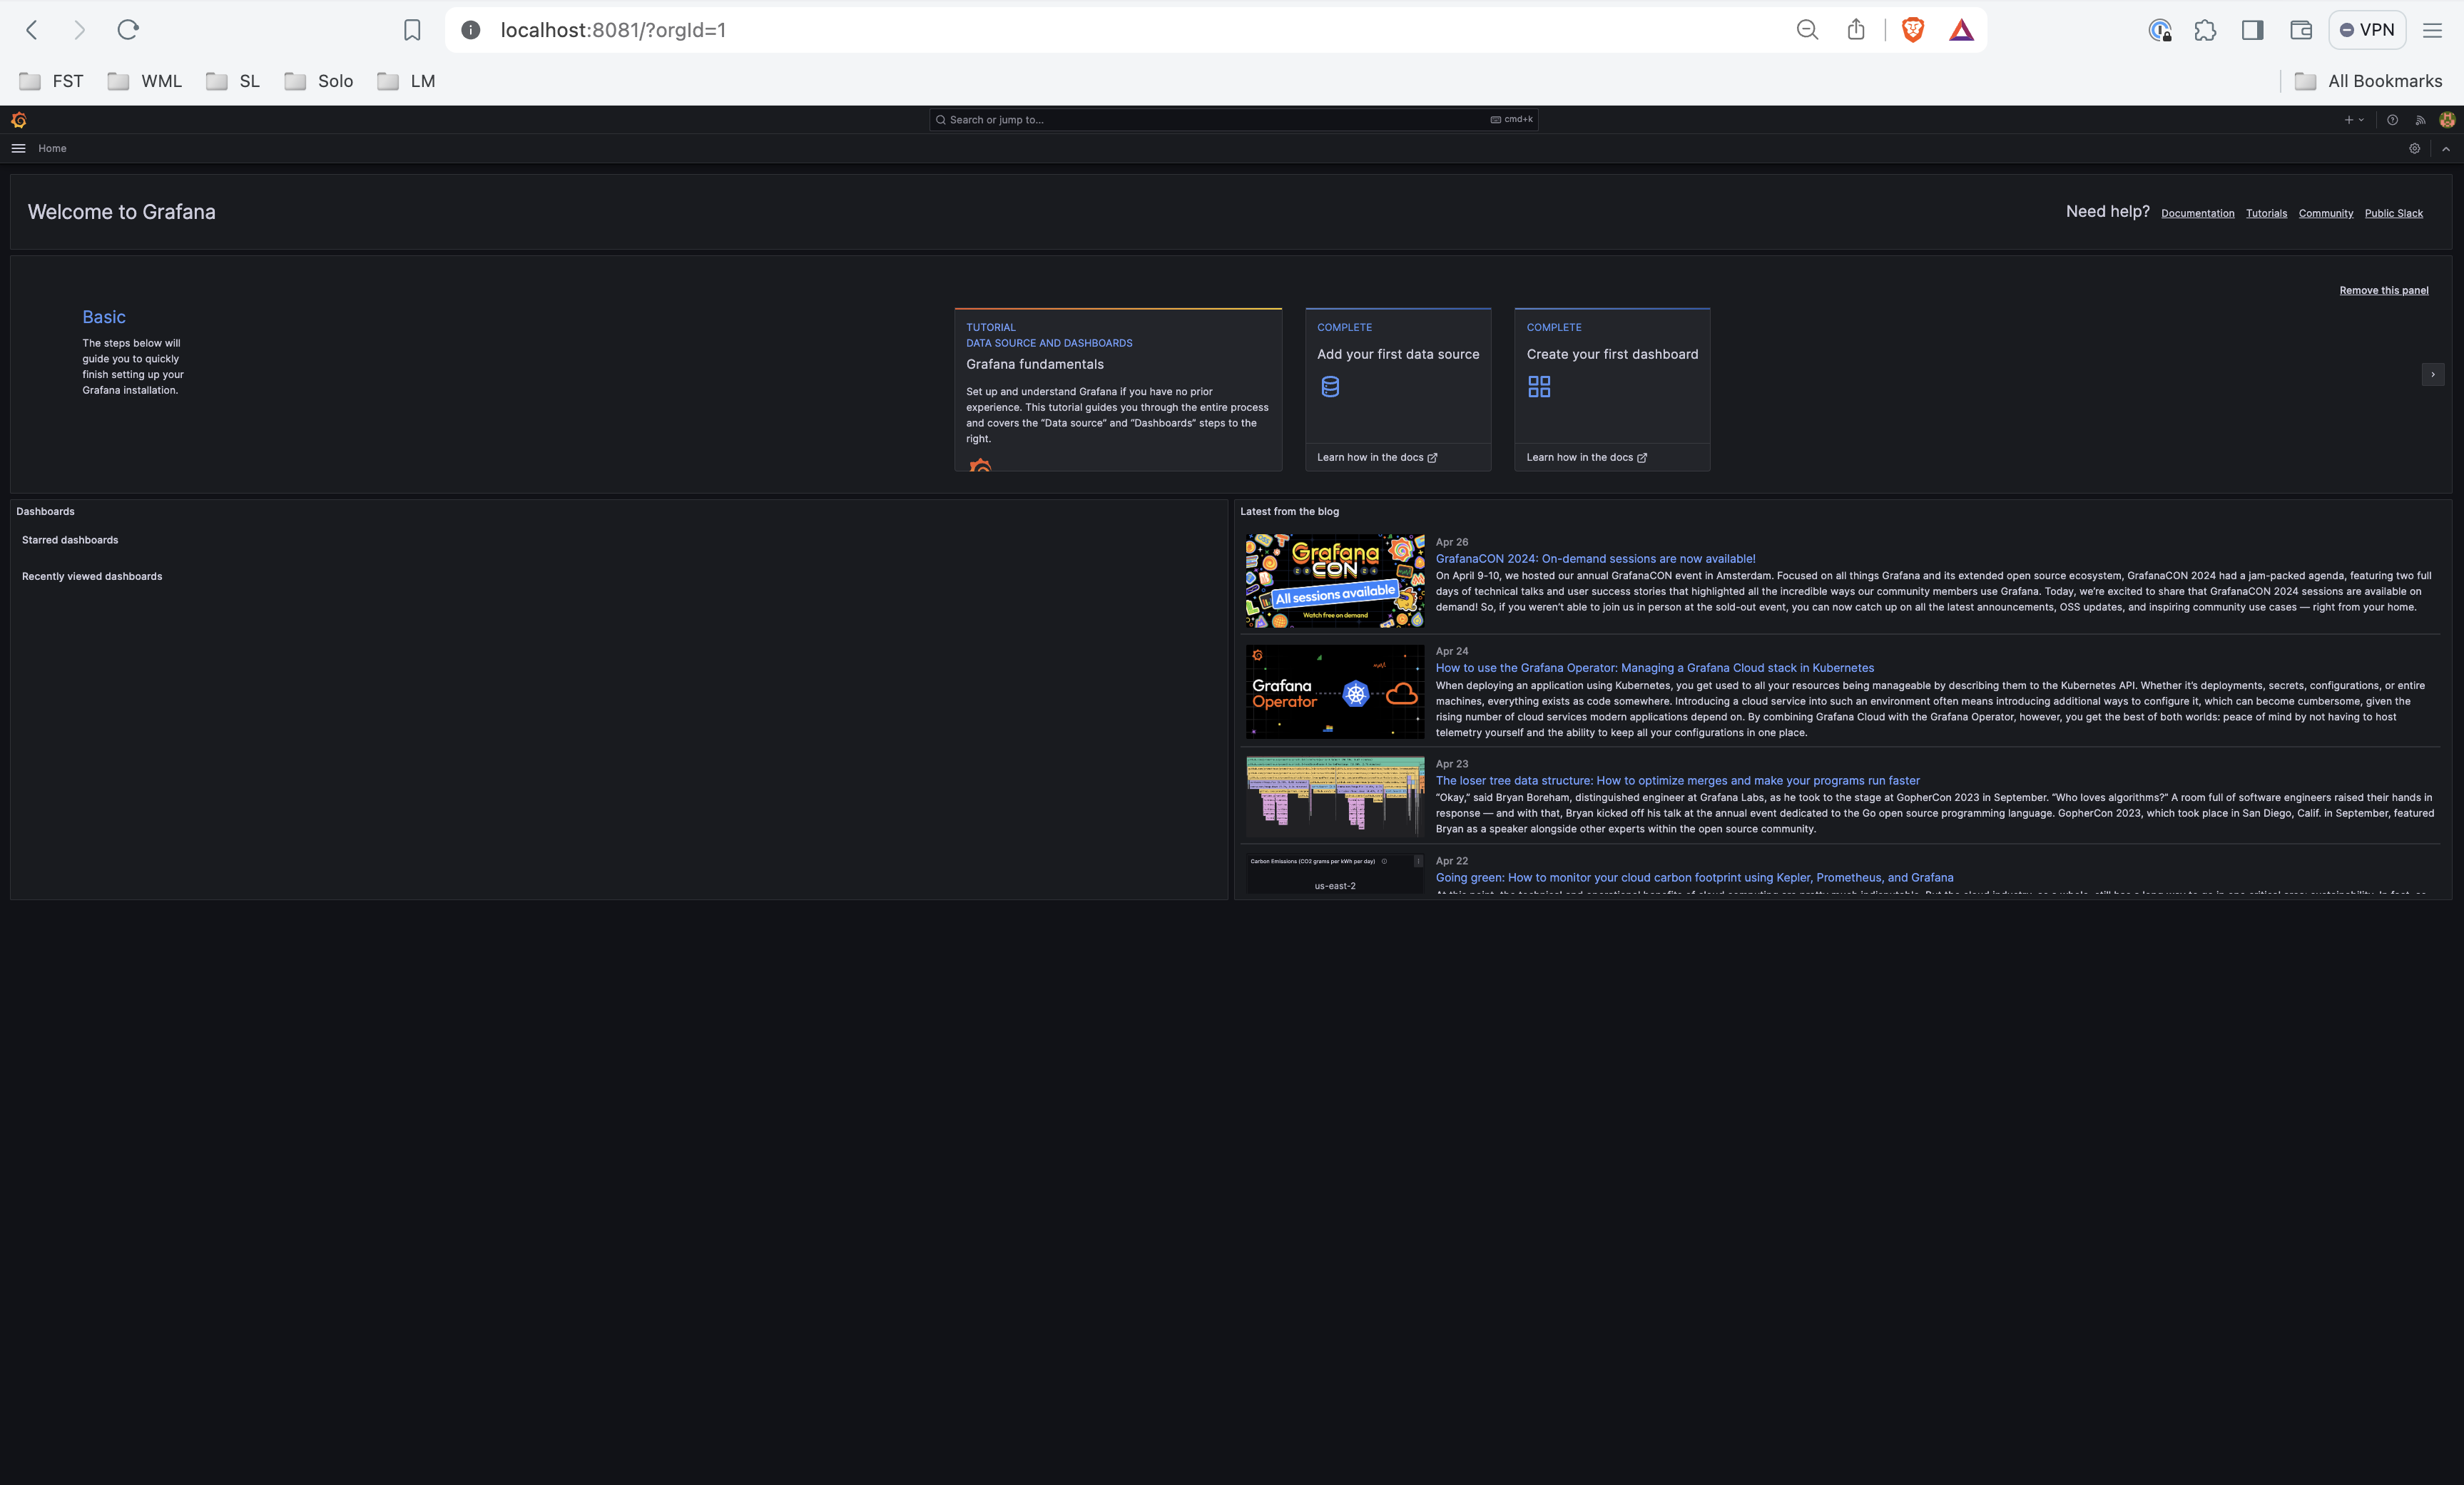 localhost:8081/?orgId=1
VPN
FST
WML
SL
Solo
LM
All Bookmarks
Search or jump to...
cmd+k
Home
Welcome to Grafana
Need help?
Documentation
Tutorials
Community
Public Slack
Remove this panel
Basic
The steps below will
guide you to quickly
finish setting up your
Grafana installation.
TUTORIAL
DATA SOURCE AND DASHBOARDS
Grafana fundamentals
Set up and understand Grafana if you have no prior
experience. This tutorial guides you through the entire process
and covers the “Data source” and “Dashboards” steps to the
right.
COMPLETE
Add your first data source
Learn how in the docs
COMPLETE
Create your first dashboard
Learn how in the docs
Dashboards
Starred dashboards
Recently viewed dashboards
Latest from the blog
Grafana
CON
2024
All sessions available
Watch free on demand
Apr 26
GrafanaCON 2024: On-demand sessions are now available!
On April 9-10, we hosted our annual GrafanaCON event in Amsterdam. Focused on all things Grafana and its extended open source ecosystem, GrafanaCON 2024 had a jam-packed agenda, featuring two full
days of technical talks and user success stories that highlighted all the incredible ways our community members use Grafana. Today, we’re excited to share that GrafanaCON 2024 sessions are available on
demand! So, if you weren’t able to join us in person at the sold-out event, you can now catch up on all the latest announcements, OSS updates, and inspiring community use cases — right from your home.
Grafana
Operator
Apr 24
How to use the Grafana Operator: Managing a Grafana Cloud stack in Kubernetes
When deploying an application using Kubernetes, you get used to all your resources being manageable by describing them to the Kubernetes API. Whether it’s deployments, secrets, configurations, or entire
machines, everything exists as code somewhere. Introducing a cloud service into such an environment often means introducing additional ways to configure it, which can become cumbersome, given the
rising number of cloud services modern applications depend on. By combining Grafana Cloud with the Grafana Operator, however, you get the best of both worlds: peace of mind by not having to host
telemetry yourself and the ability to keep all your configurations in one place.
Apr 23
The loser tree data structure: How to optimize merges and make your programs run faster
“Okay,” said Bryan Boreham, distinguished engineer at Grafana Labs, as he took to the stage at GopherCon 2023 in September. “Who loves algorithms?” A room full of software engineers raised their hands in
response — and with that, Bryan kicked off his talk at the annual event dedicated to the Go open source programming language. GopherCon 2023, which took place in San Diego, Calif. in September, featured
Bryan as a speaker alongside other experts within the open source community.
Carbon Emissions (CO2 grams per kWh per day)
us-east-2
Apr 22
Going green: How to monitor your cloud carbon footprint using Kepler, Prometheus, and Grafana